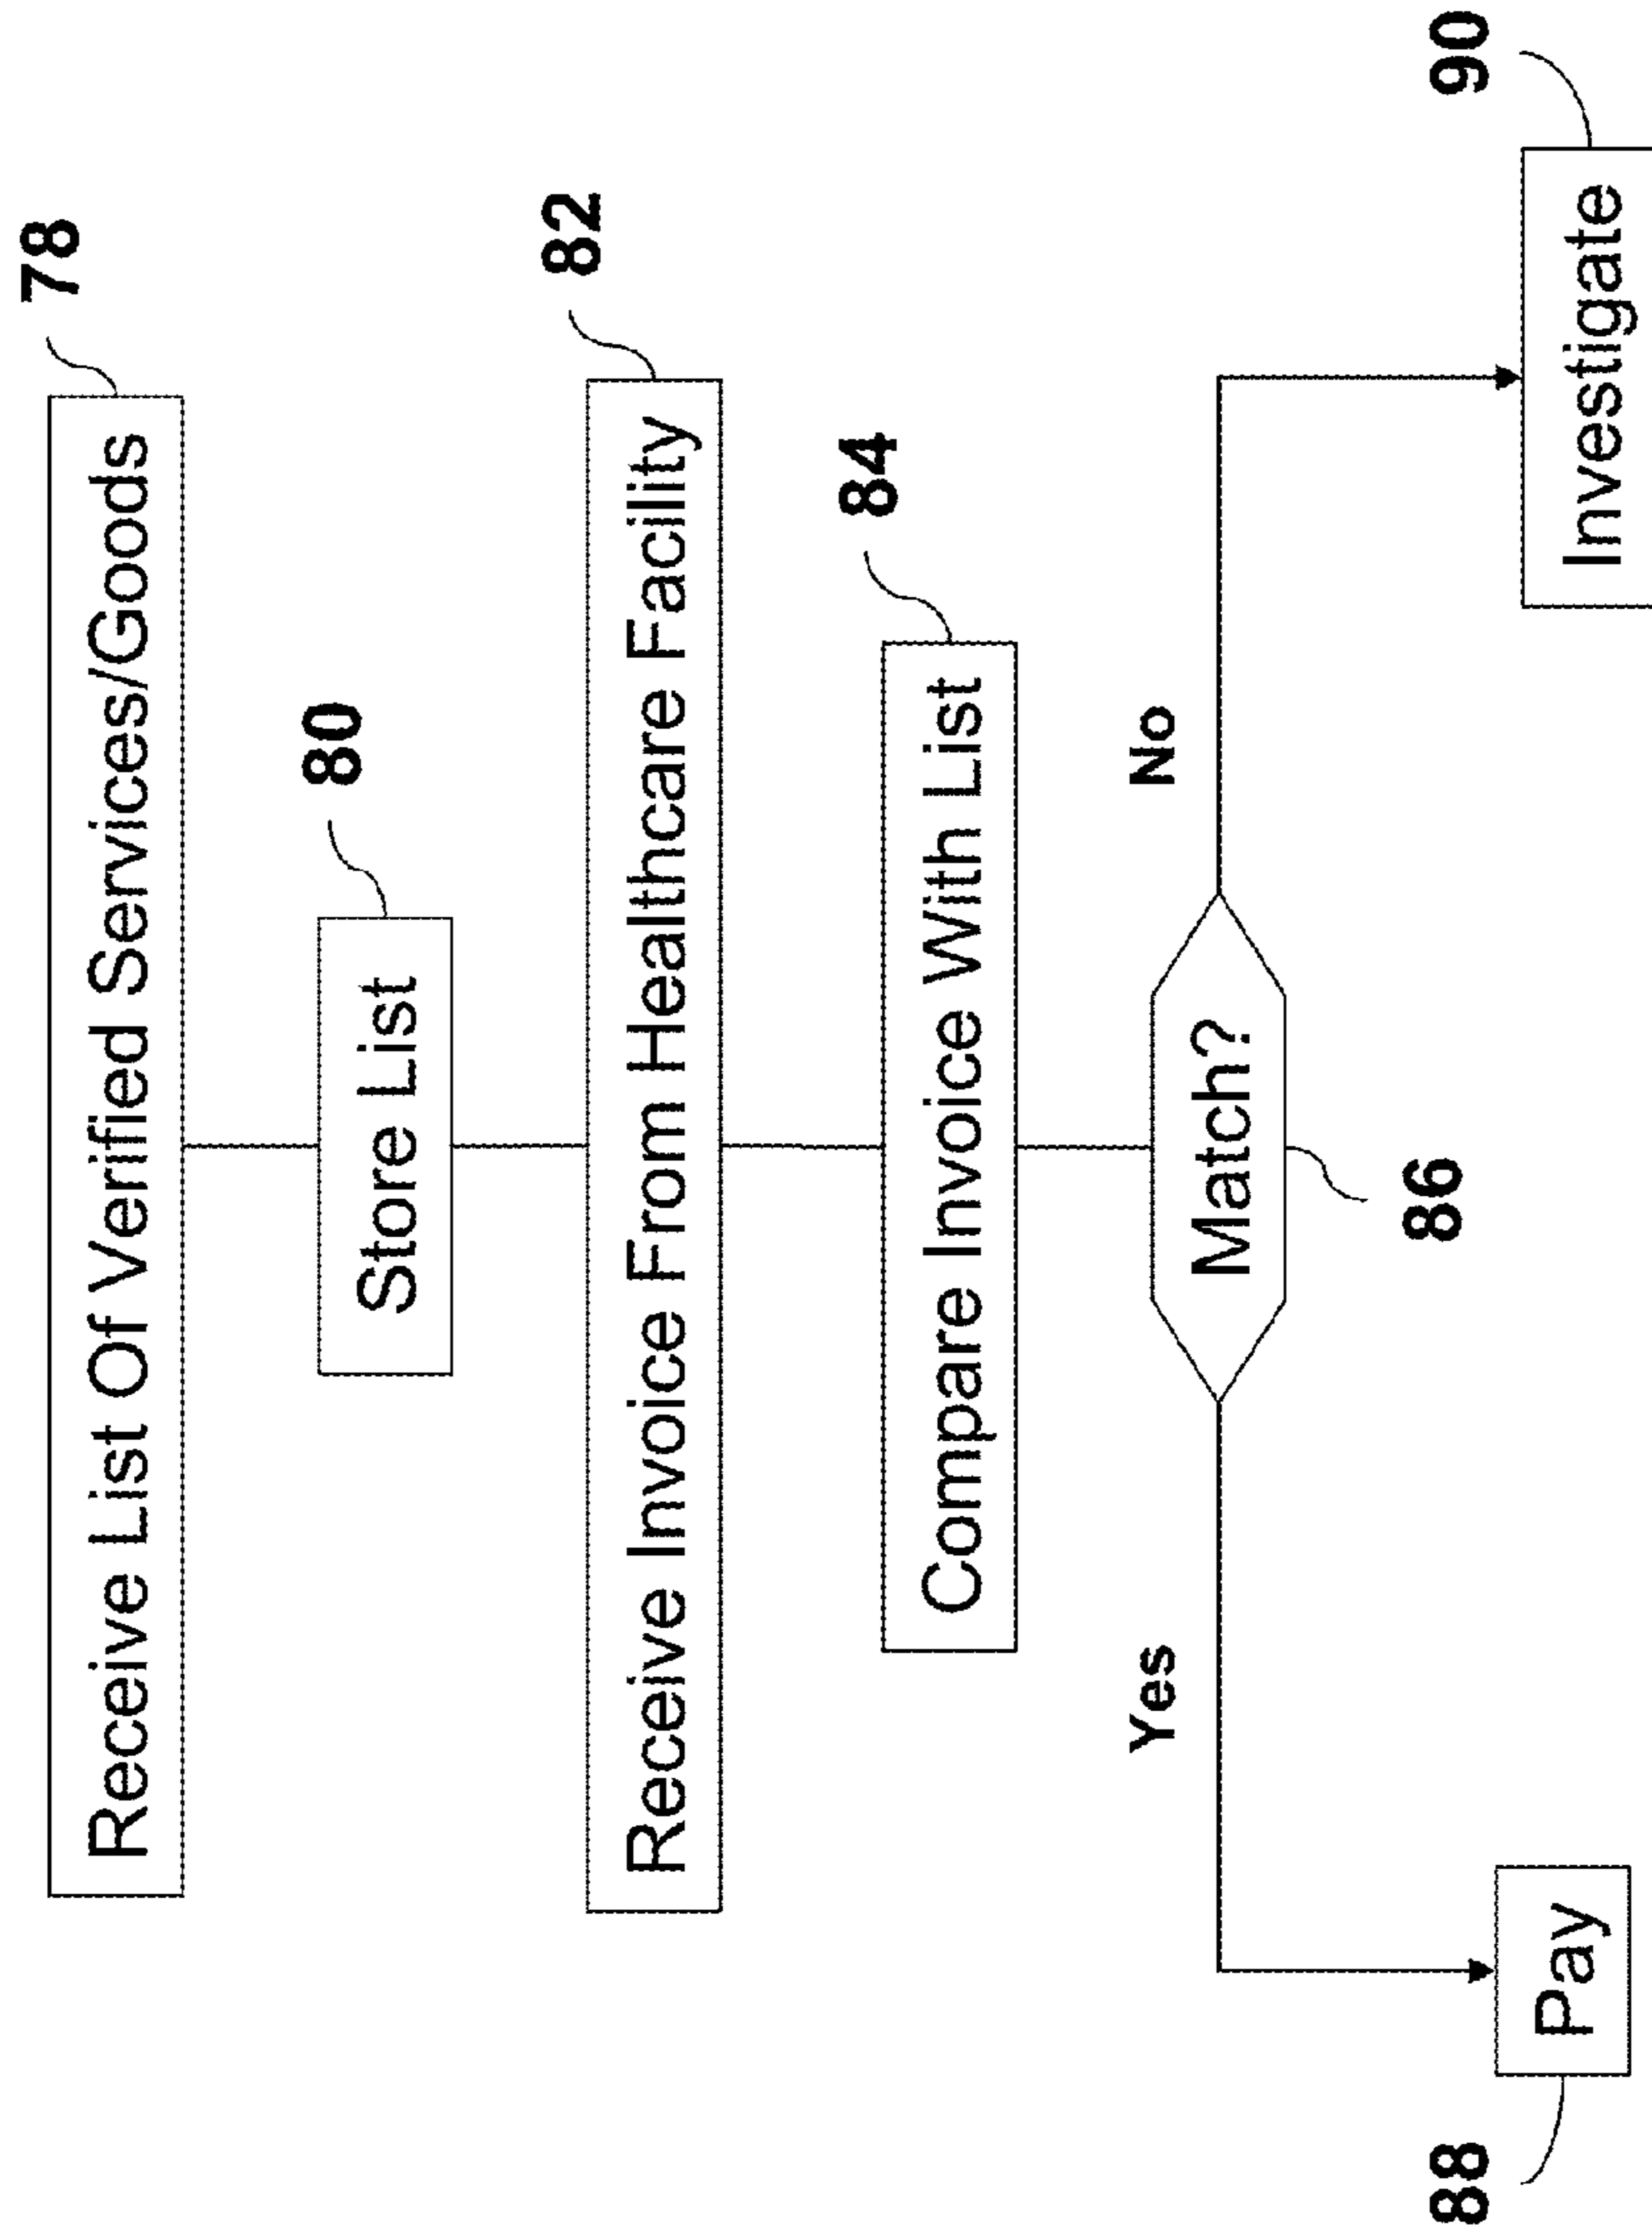 78
Receive List Of Verified Services/Goods
80
Store List
82
Receive Invoice From Healthcare Facility
84
Compare Invoice With List
Yes
No
Match?
86
88
Pay
90
Investigate